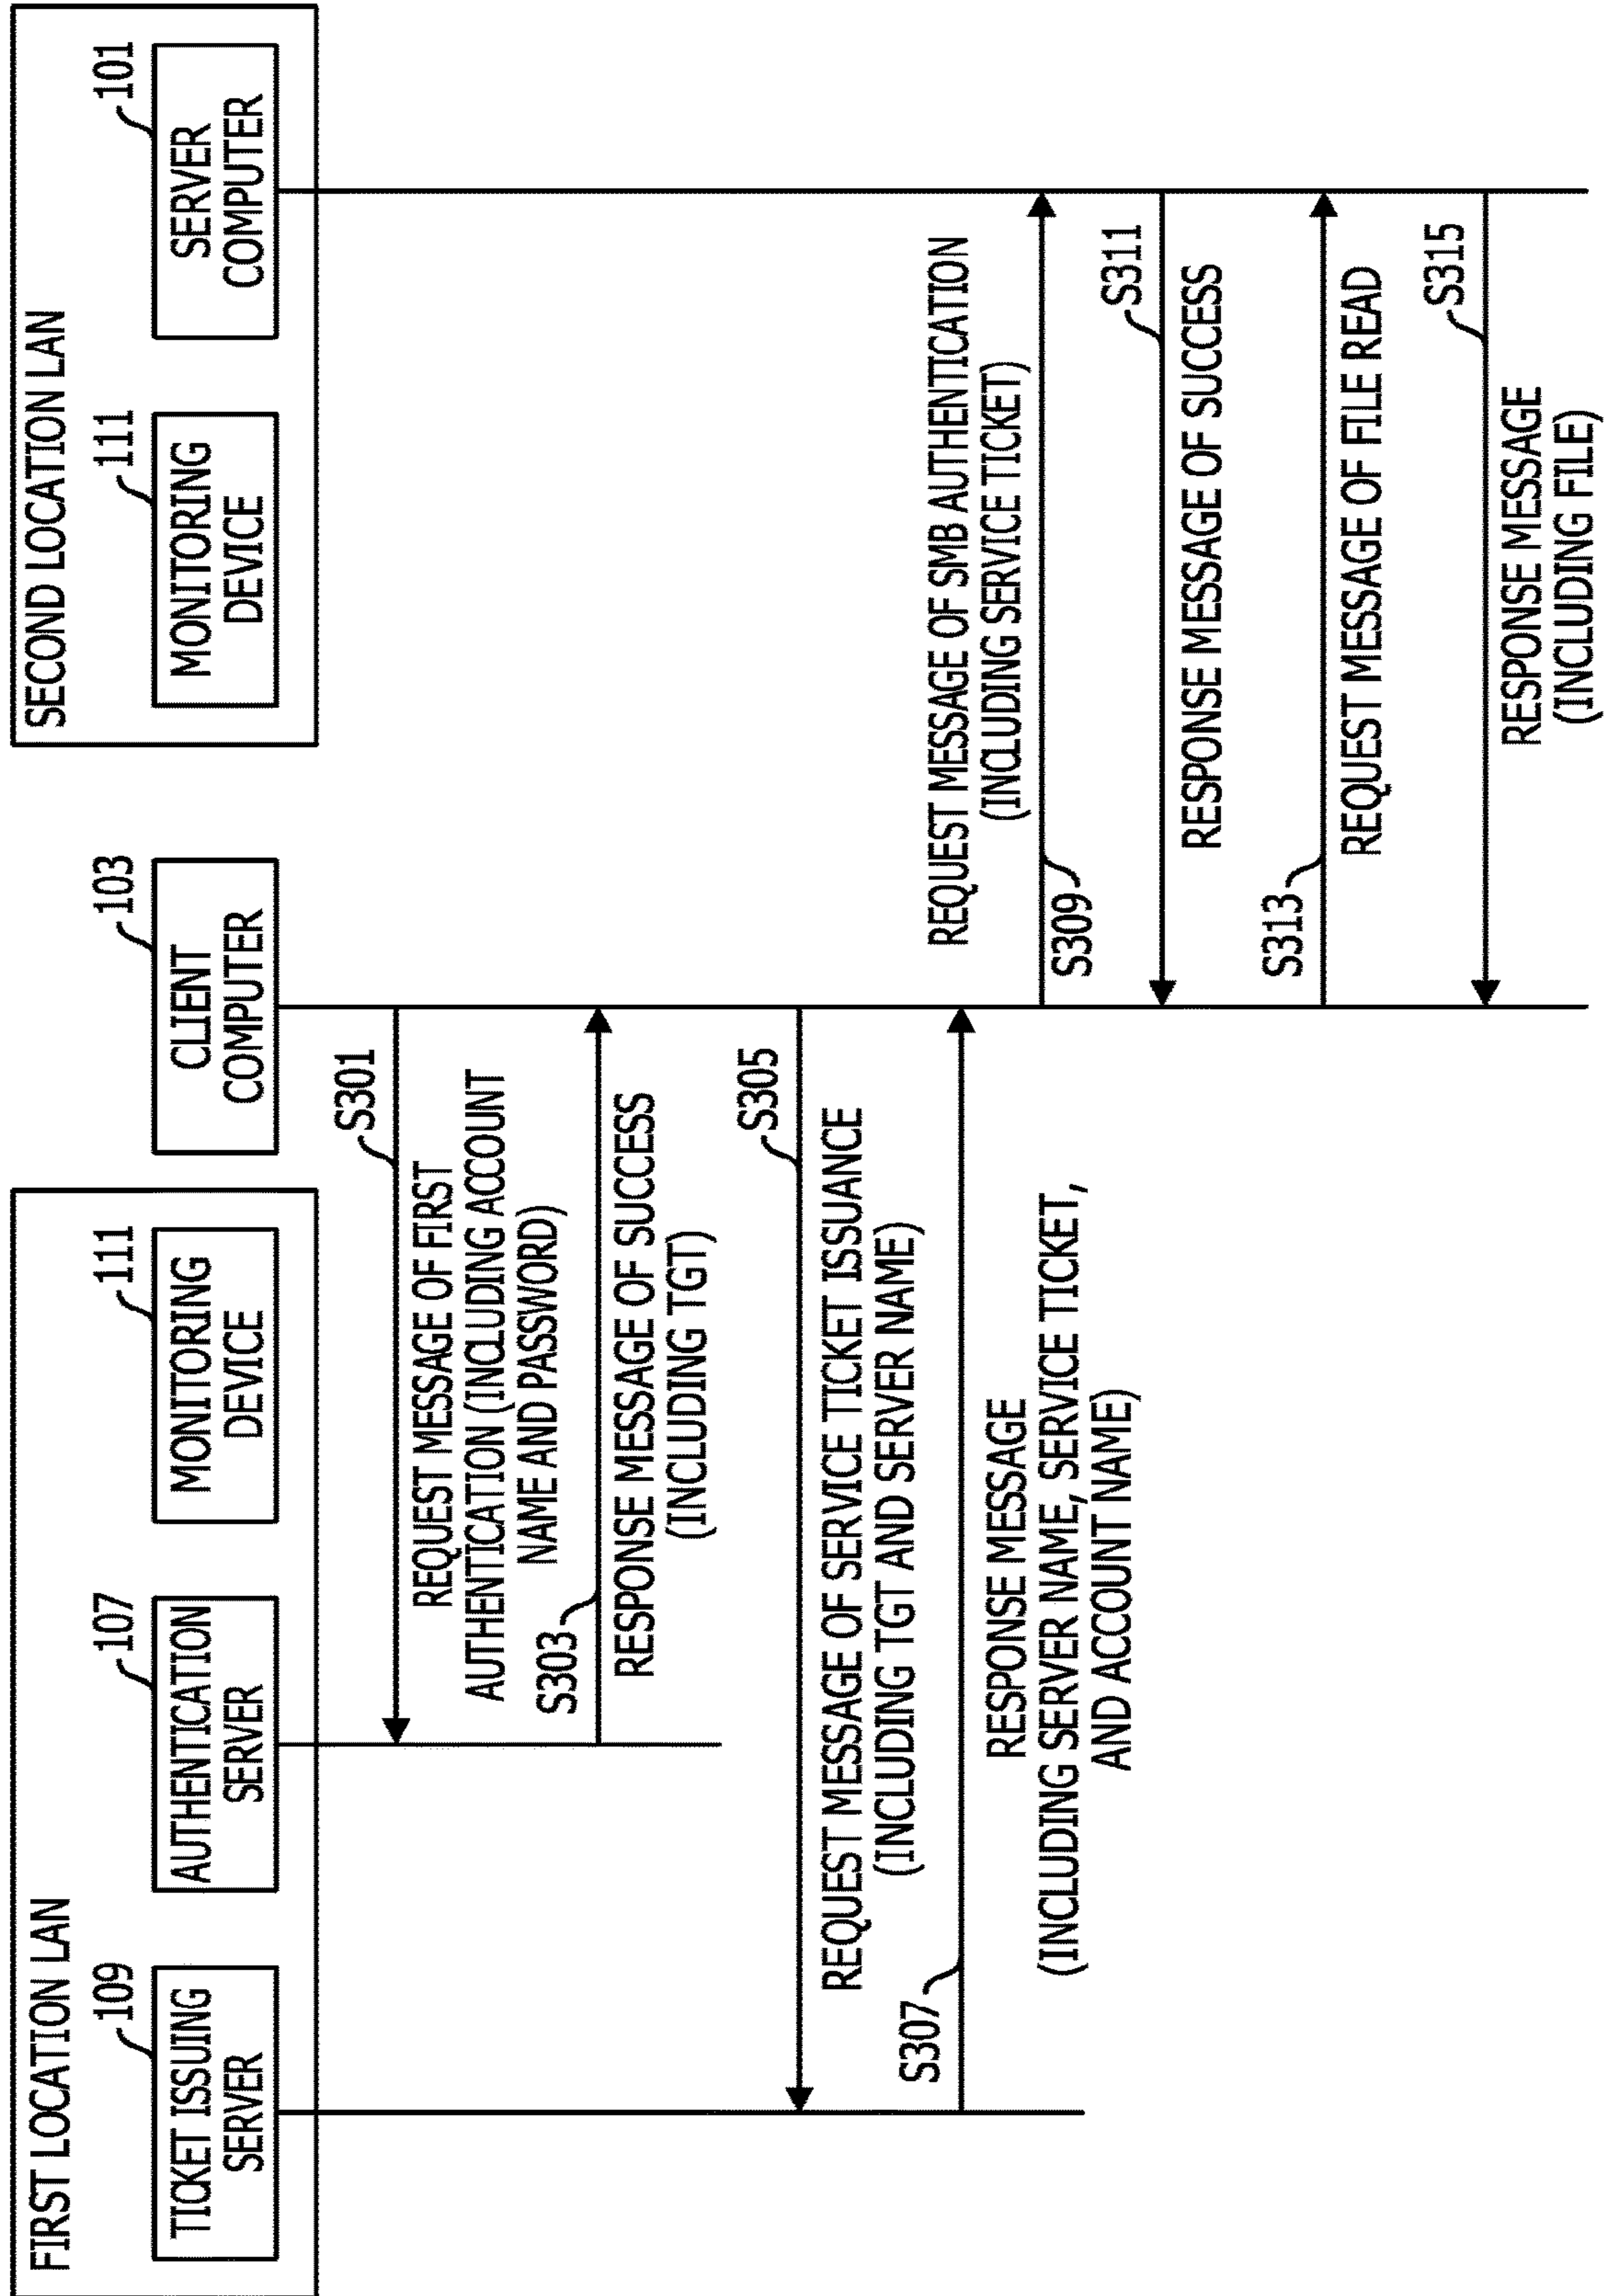 FIRST LOCATION LAN
109
TICKET ISSUING
SERVER
107
AUTHENTICATION
SERVER
111
MONITORING
DEVICE
103
CLIENT
COMPUTER
SECOND LOCATION LAN
111
MONITORING
DEVICE
101
SERVER
COMPUTER
S301
REQUEST MESSAGE OF FIRST
AUTHENTICATION (INCLUDING ACCOUNT
NAME AND PASSWORD)
S303
RESPONSE MESSAGE OF SUCCESS
(INCLUDING TGT)
S305
REQUEST MESSAGE OF SERVICE TICKET ISSUANCE
(INCLUDING TGT AND SERVER NAME)
S307
RESPONSE MESSAGE
(INCLUDING SERVER NAME, SERVICE TICKET,
AND ACCOUNT NAME)
REQUEST MESSAGE OF SMB AUTHENTICATION
(INCLUDING SERVICE TICKET)
S309
S311
RESPONSE MESSAGE OF SUCCESS
S313
REQUEST MESSAGE OF FILE READ
S315
RESPONSE MESSAGE
(INCLUDING FILE)